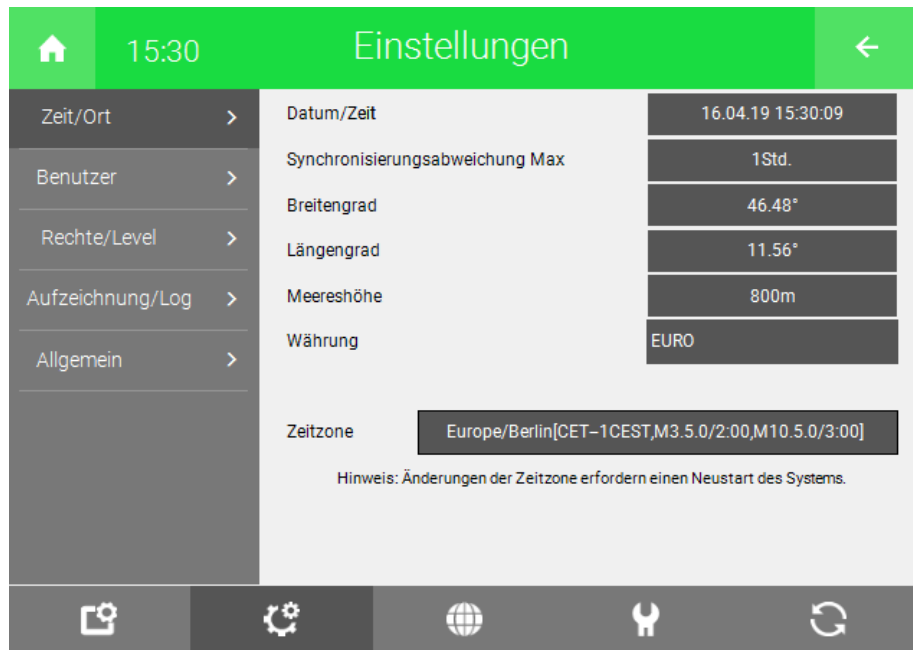 15:30 Einstellungen
Zeit/Ort
Benutzer
Rechte/Level
Aufzeichnung/Log
Allgemein
Datum/Zeit 16.04.19 15:30:09
Synchronisierungsabweichung Max 1Std.
Breitengrad 46.48°
Längengrad 11.56°
Meereshöhe 800m
Währung EURO
Zeitzone Europe/Berlin[CET–1CEST,M3.5.0/2:00,M10.5.0/3:00]
Hinweis: Änderungen der Zeitzone erfordern einen Neustart des Systems.